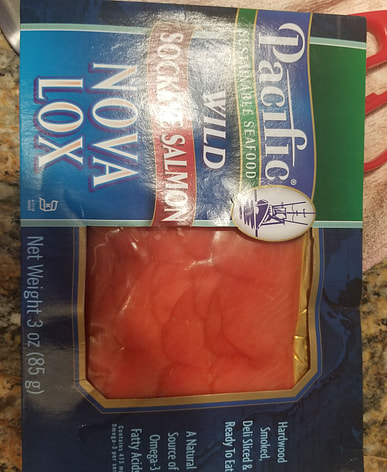 Pacific®
SUSTAINABLE SEAFOOD
WILD
SOCKEYE SALMON
NOVA
LOX
Net Weight 3 oz (85 g)
Hardwood
Smoked,
Deli Sliced &
Ready To Eat
A Natural
Source of
Omega-3
Fatty Acids